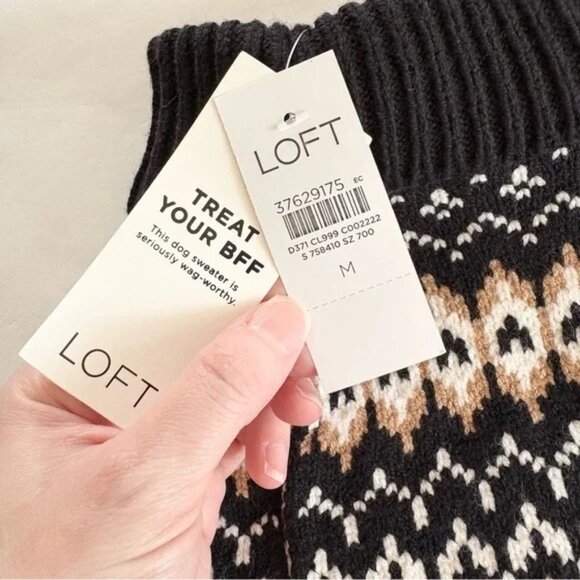 TREAT
YOUR BFF
This dog sweater is
seriously wag-worthy.
LOFT
LOFT
37629175 EC
D371 CL999 C002222
S 758410 SZ 700
M